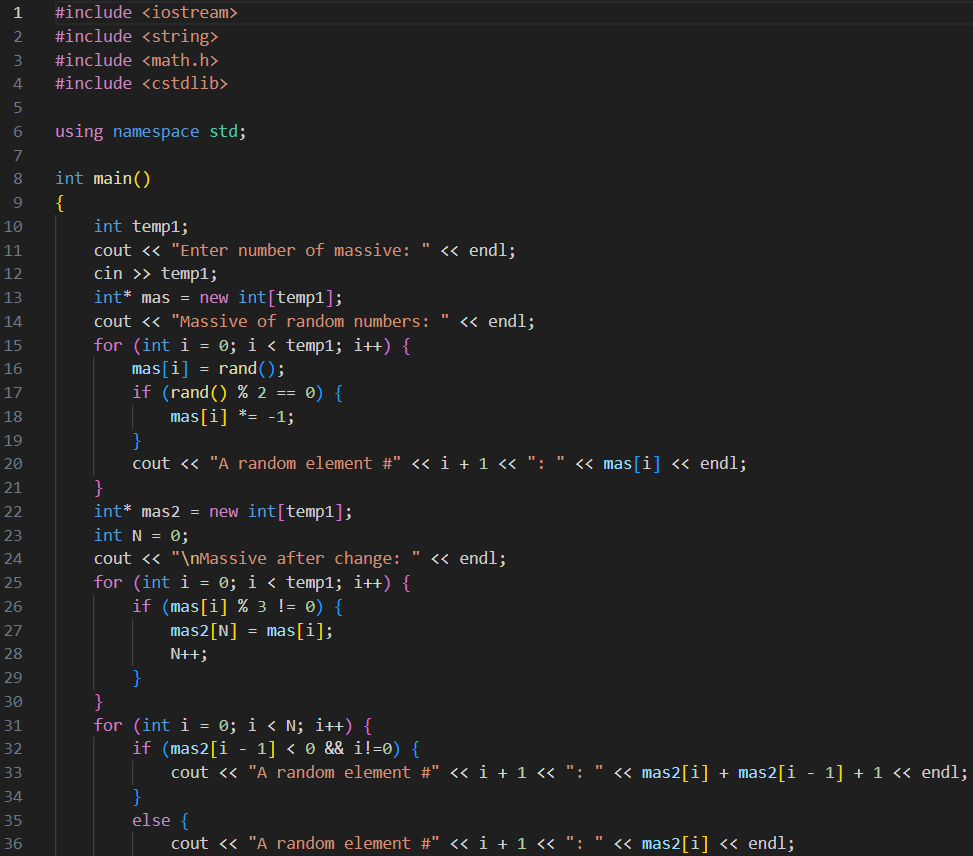 1 #include <iostream>
2 #include <string>
3 #include <math.h>
4 #include <cstdlib>
5
6 using namespace std;
7
8 int main()
9 {
10     int temp1;
11     cout << "Enter number of massive: " << endl;
12     cin >> temp1;
13     int* mas = new int[temp1];
14     cout << "Massive of random numbers: " << endl;
15     for (int i = 0; i < temp1; i++) {
16         mas[i] = rand();
17         if (rand() % 2 == 0) {
18             mas[i] *= -1;
19         }
20         cout << "A random element #" << i + 1 << ": " << mas[i] << endl;
21     }
22     int* mas2 = new int[temp1];
23     int N = 0;
24     cout << "\nMassive after change: " << endl;
25     for (int i = 0; i < temp1; i++) {
26         if (mas[i] % 3 != 0) {
27             mas2[N] = mas[i];
28             N++;
29         }
30     }
31     for (int i = 0; i < N; i++) {
32         if (mas2[i - 1] < 0 && i!=0) {
33             cout << "A random element #" << i + 1 << ": " << mas2[i] + mas2[i - 1] + 1 << endl;
34         }
35         else {
36             cout << "A random element #" << i + 1 << ": " << mas2[i] << endl;